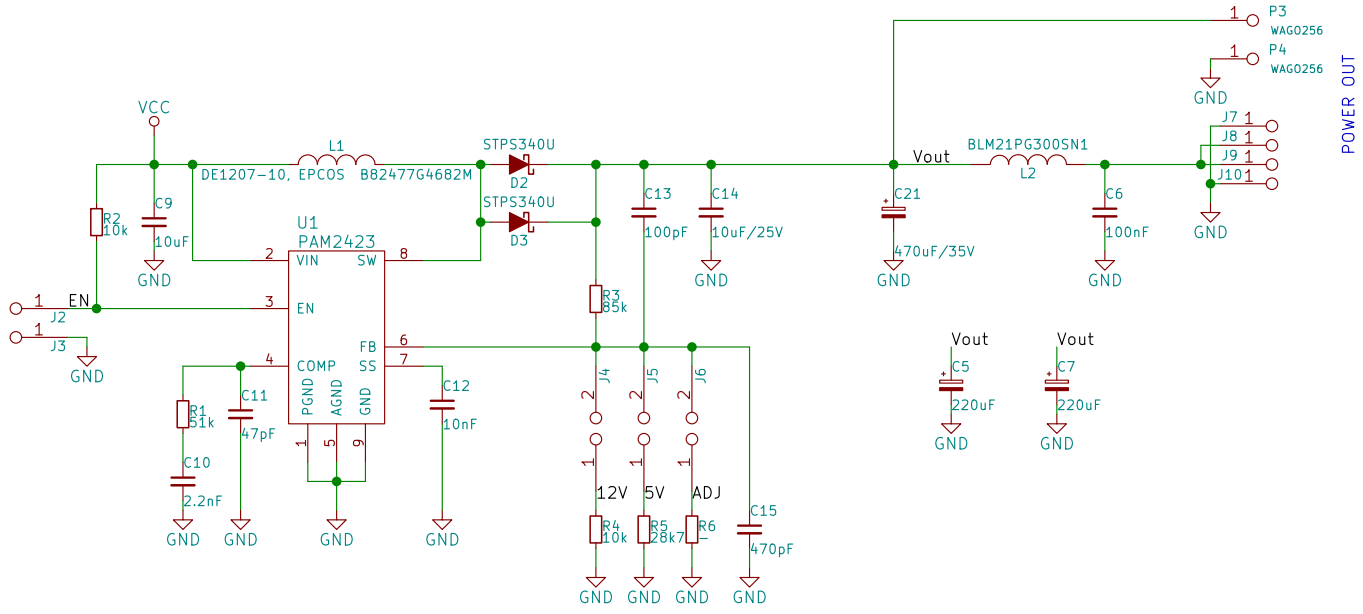 P3
1
WAGO256
P4
1
WAGO256
GND
POWER OUT
VCC
J7 1
J8 1
J9 1
J10 1
GND
STPS340U
D2
L1
DE1207-10, EPCOS B82477G4682M
STPS340U
D3
Vout
BLM21PG300SN1
L2
C13
100pF
C14
10uF/25V
GND
C21
470uF/35V
GND
C6
100nF
GND
R2
10k
C9
10uF
GND
U1
PAM2423
2 VIN
SW 8
3 EN
FB 6
4 COMP
SS 7
PGND
AGND
GND
1
5
9
GND
1 EN
J2
1
J3
GND
R3
85k
R1
51k
C11
47pF
C10
2.2nF
GND
GND
C12
10nF
GND
J4
J5
J6
2
2
2
1
1
1
12V
5V
ADJ
R4
10k
R5
28k7
R6
-
C15
470pF
GND
GND
GND
GND
Vout
C5
220uF
GND
Vout
C7
220uF
GND